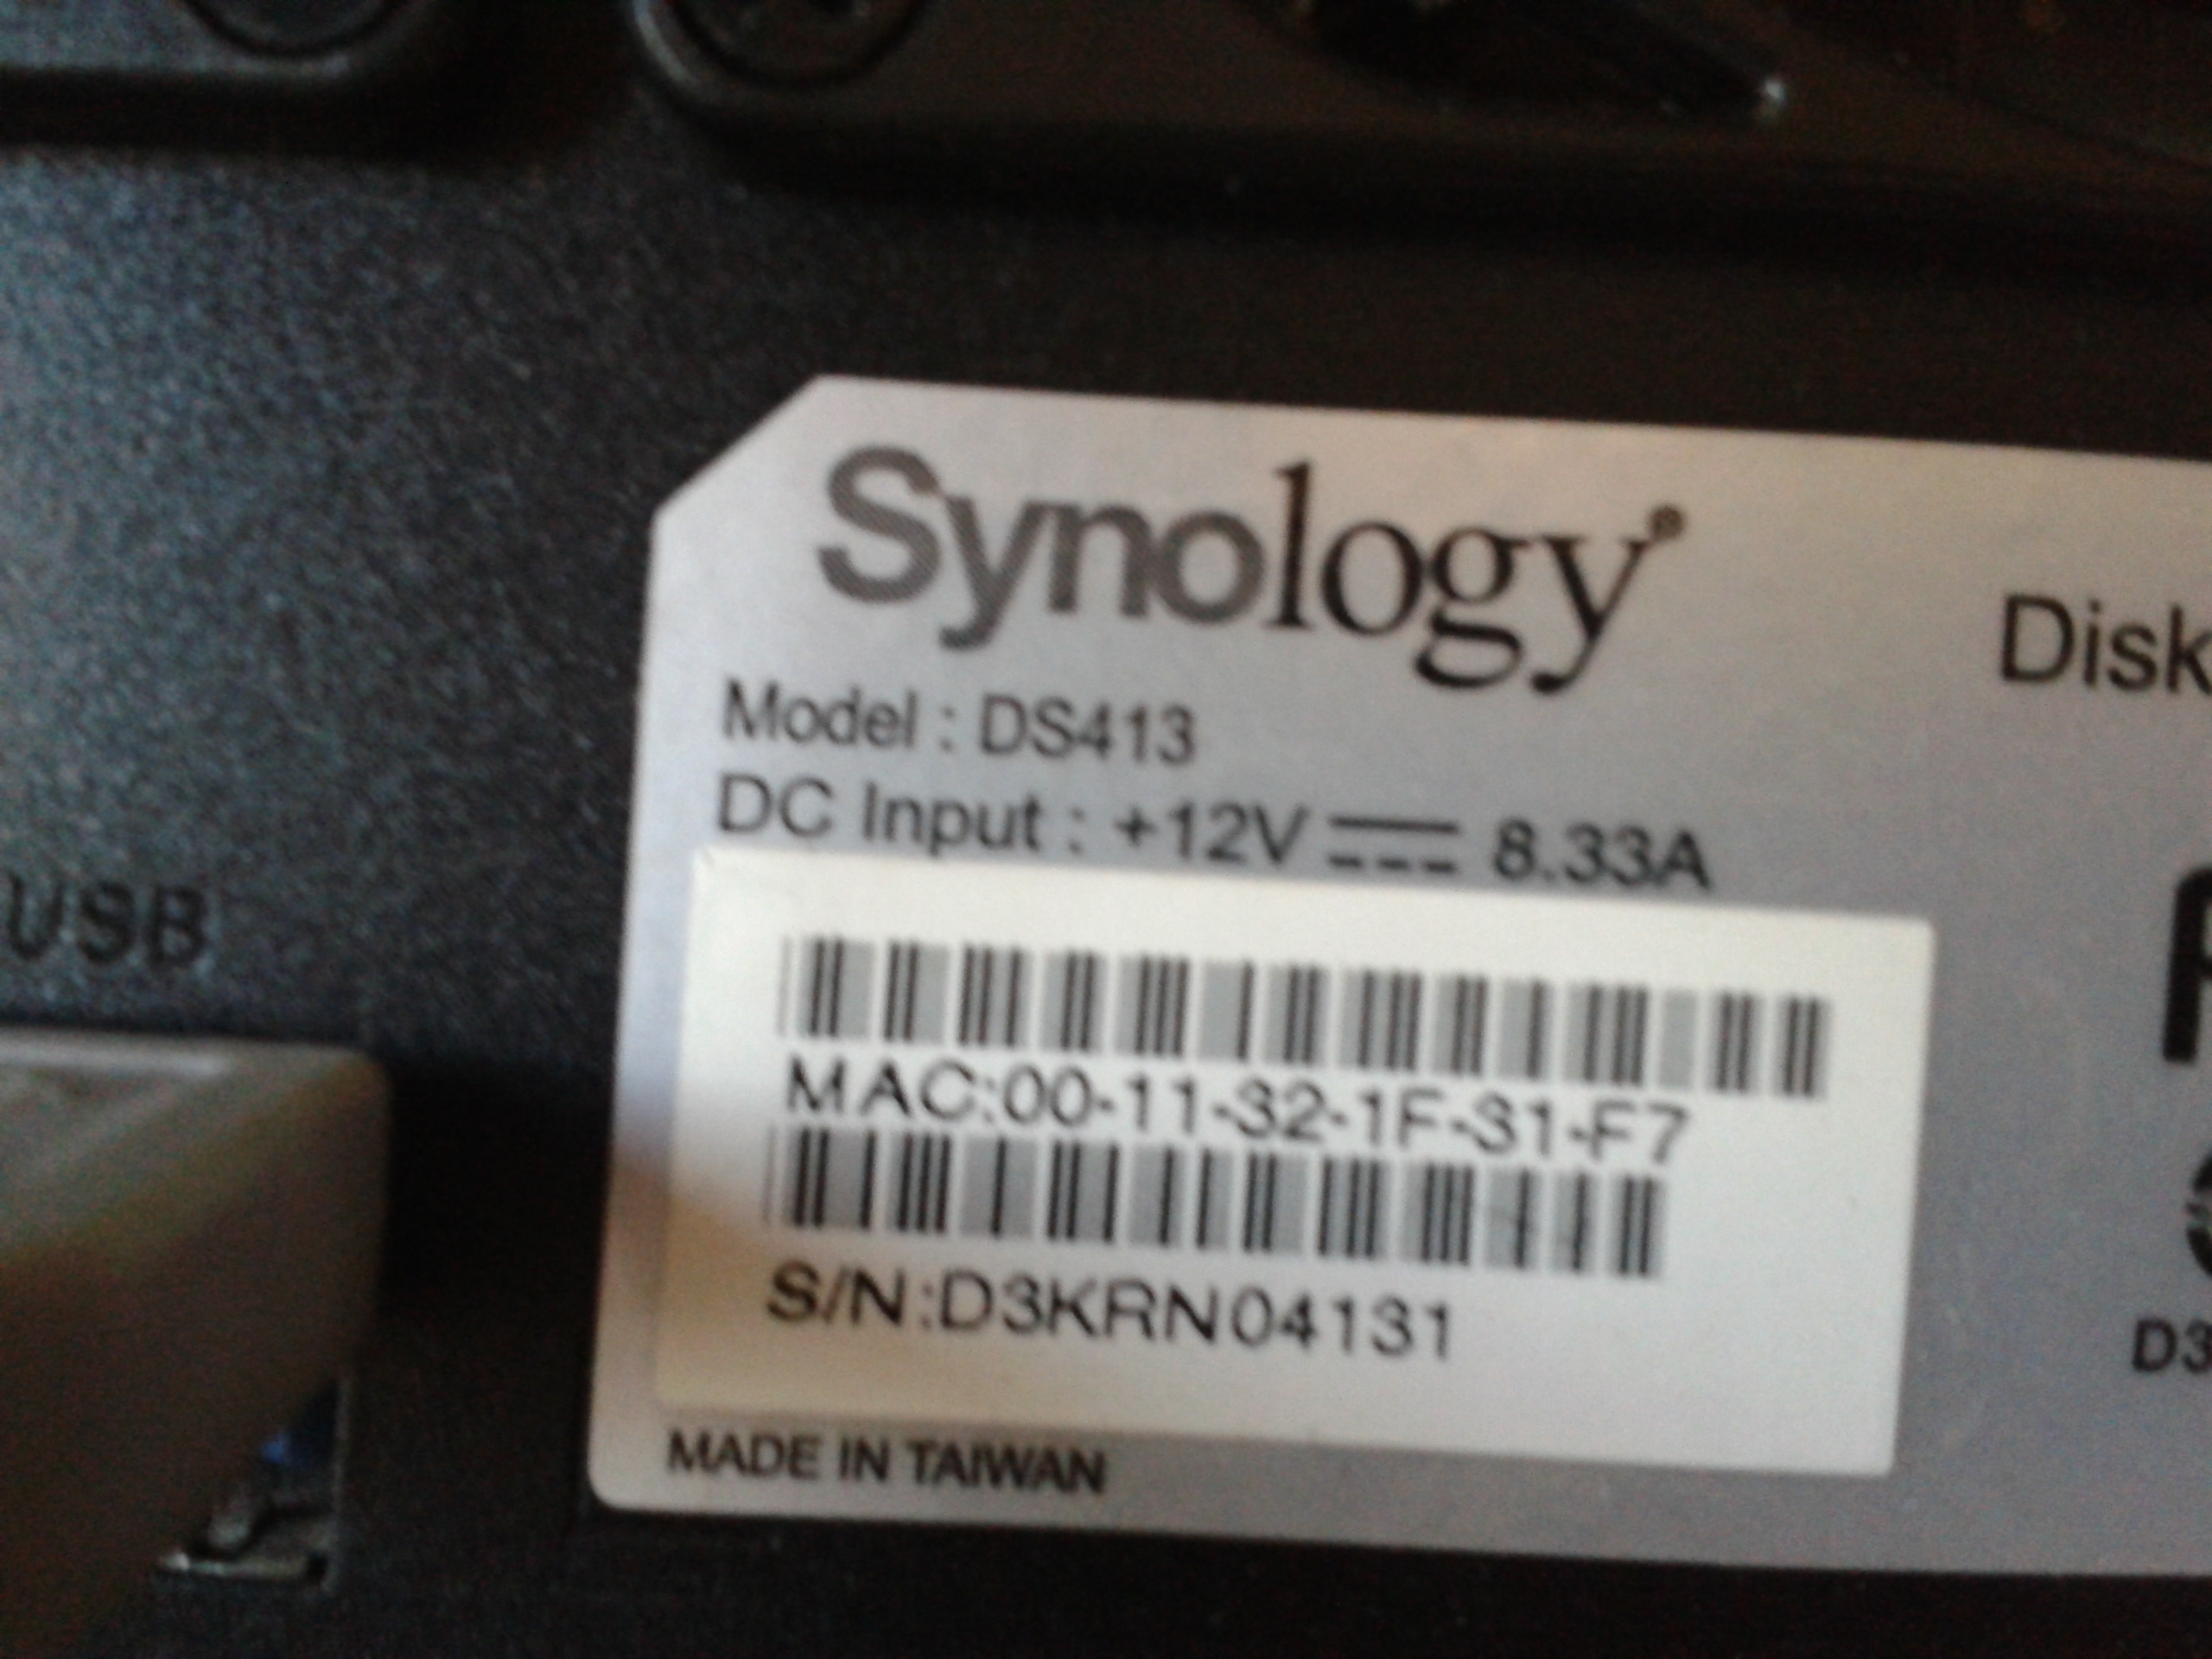 Synology®
Disk
Model : DS413
DC Input : +12V 8.33A
USB
MAC:00-11-32-1F-31-F7
S/N:D3KRN04131
D3
MADE IN TAIWAN